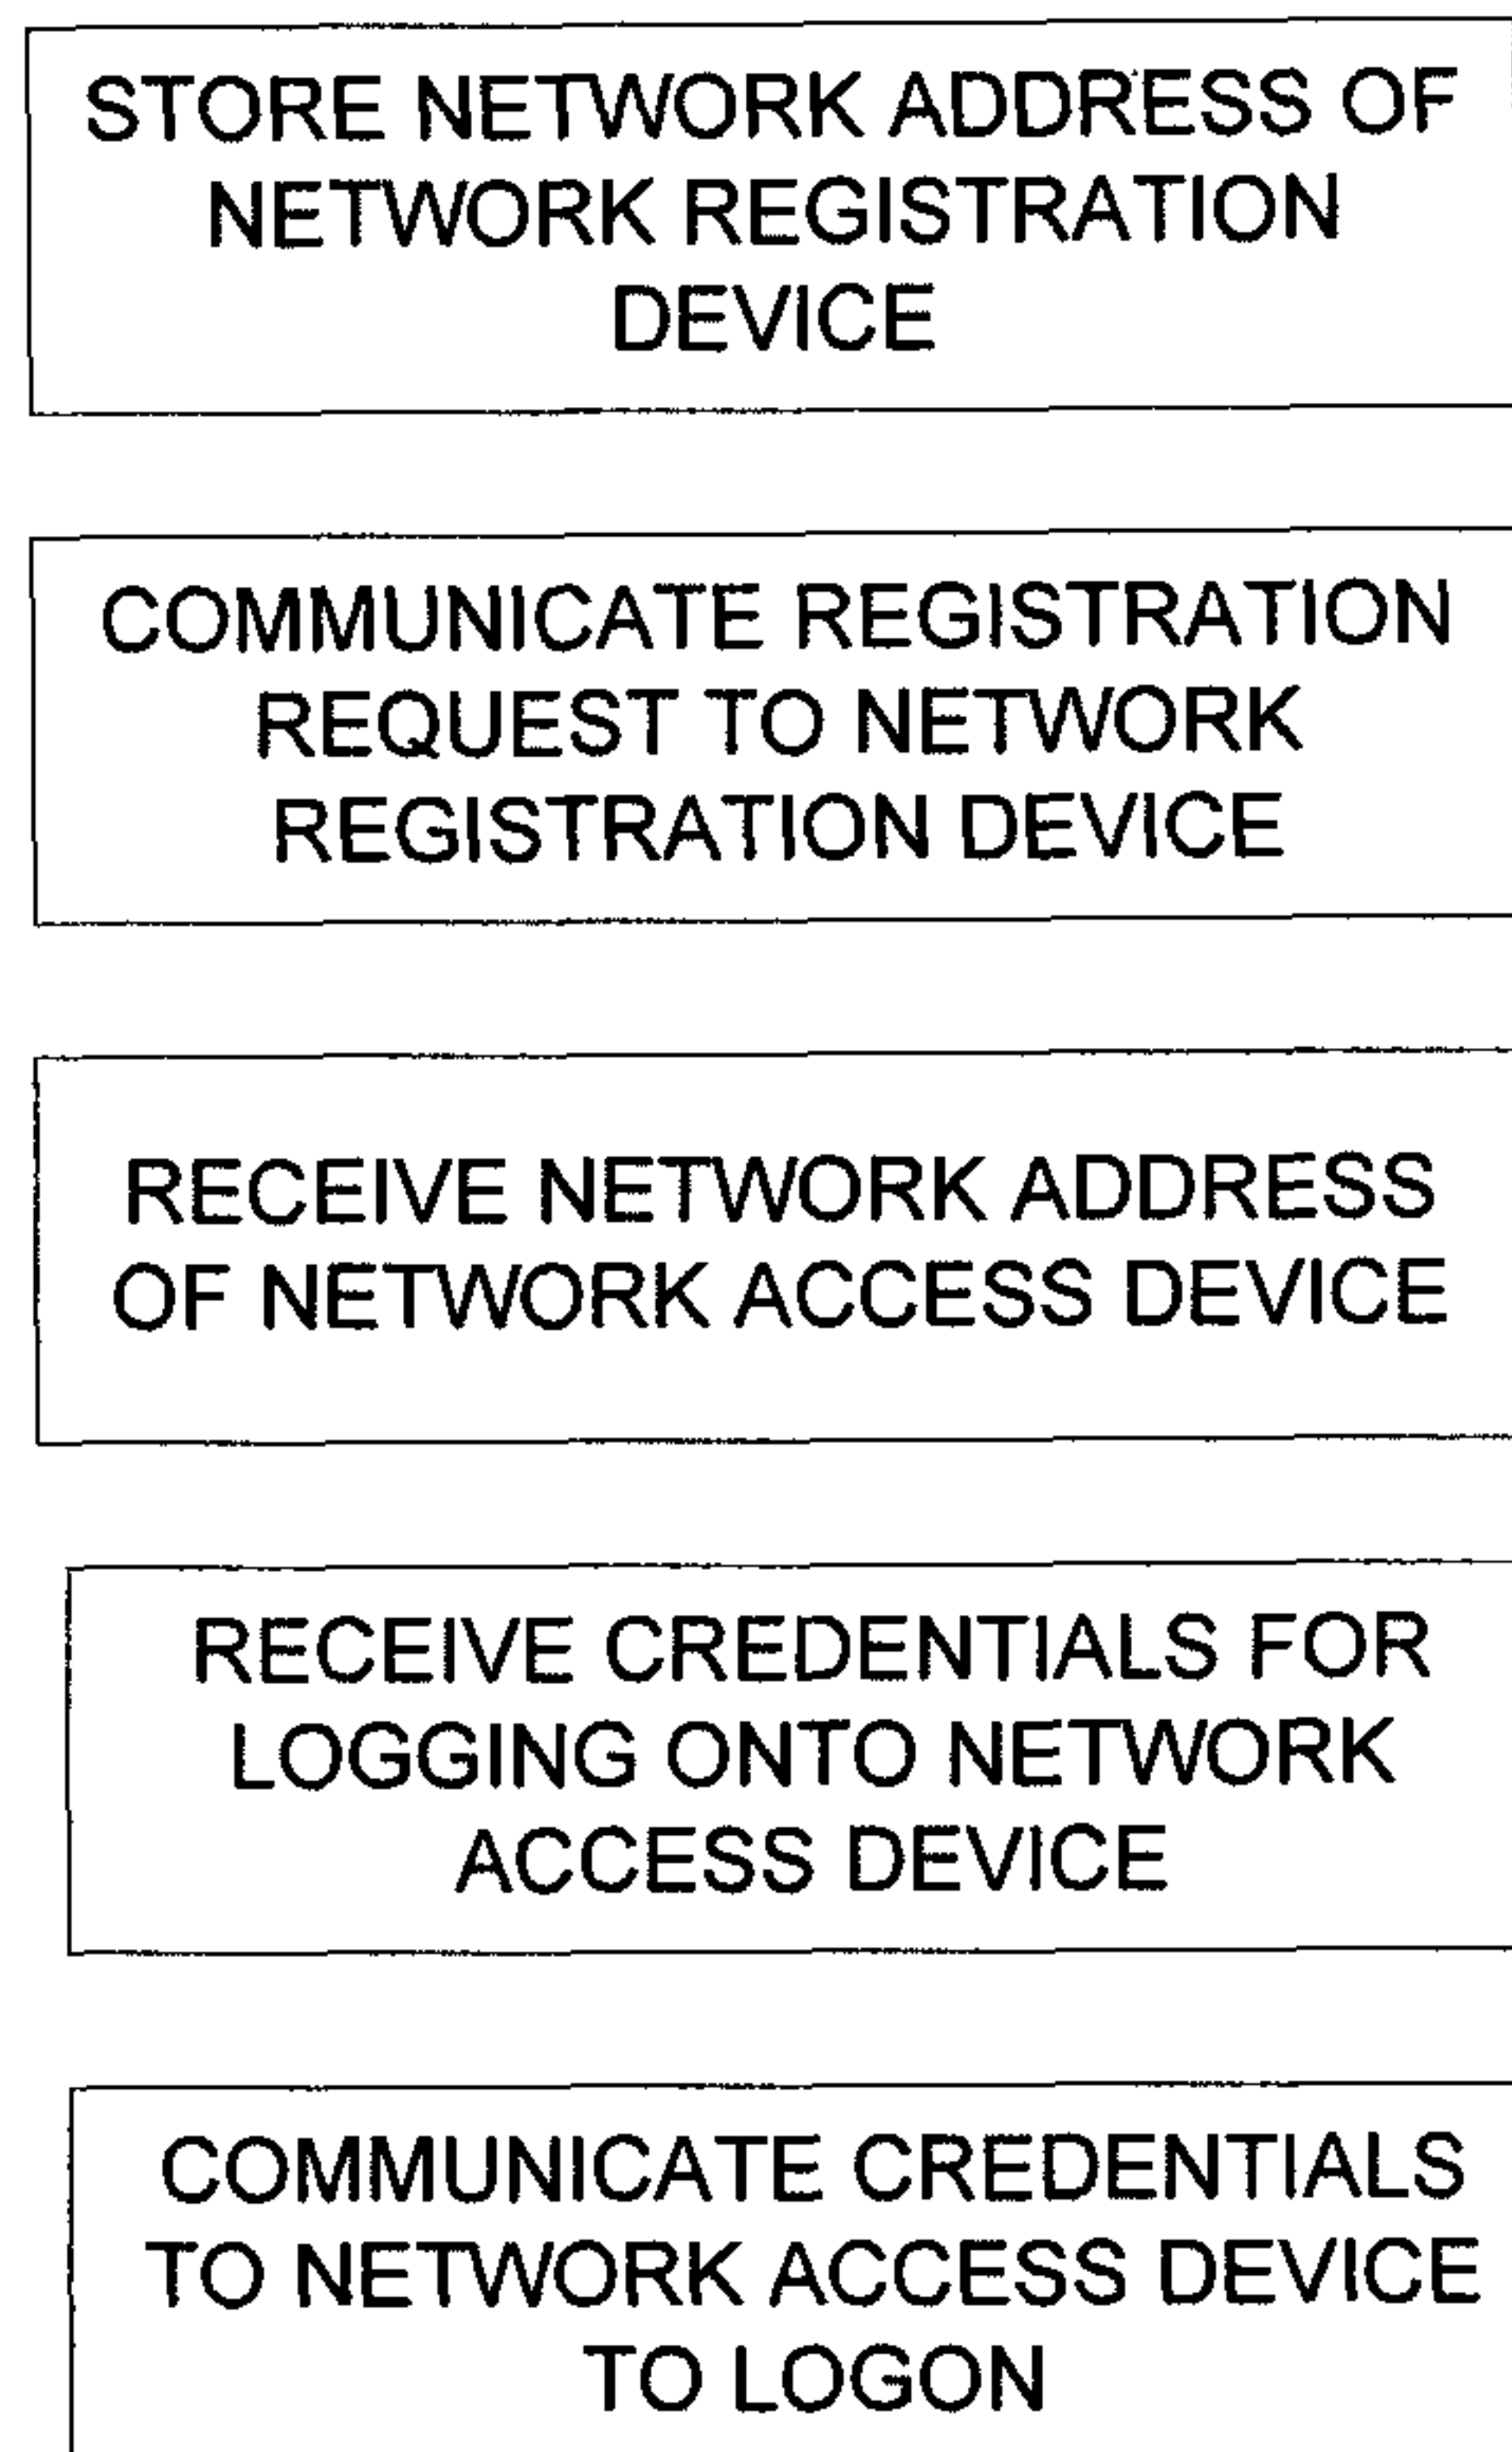 STORE NETWORK ADDRESS OF
NETWORK REGISTRATION
DEVICE
COMMUNICATE REGISTRATION
REQUEST TO NETWORK
REGISTRATION DEVICE
RECEIVE NETWORK ADDRESS
OF NETWORK ACCESS DEVICE
RECEIVE CREDENTIALS FOR
LOGGING ONTO NETWORK
ACCESS DEVICE
COMMUNICATE CREDENTIALS
TO NETWORK ACCESS DEVICE
TO LOGON